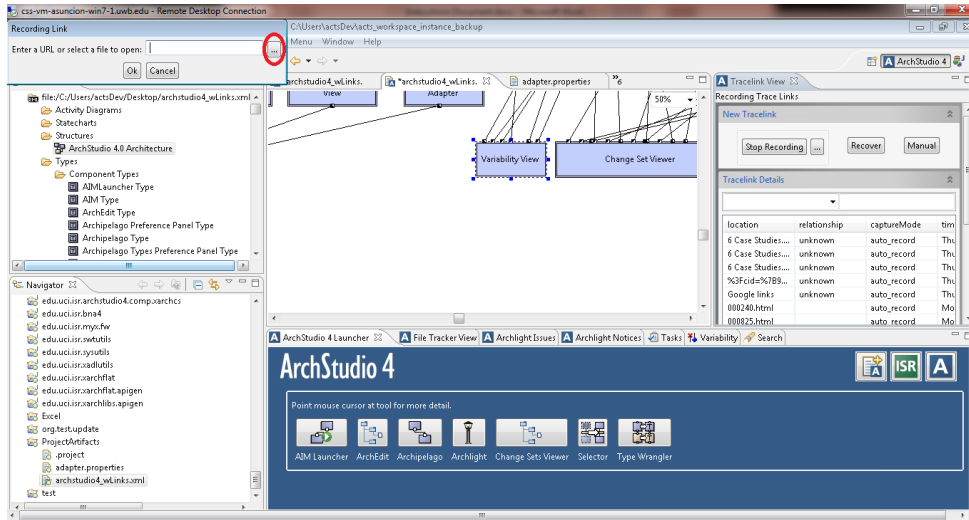 css-vm-asuncion-win7-1.uwb.edu - Remote Desktop Connection
Recording Link
C:\Users\actsDev\acts_workspace_instance_backup
Enter a URL or select a file to open:
...
Menu Window Help
Ok Cancel
ArchStudio 4
archstudio4_wLinks.
*archstudio4_wLinks.
adapter.properties
»6
Tracelink View
file:/C:/Users/actsDev/Desktop/archstudio4_wLinks.xml
Activity Diagrams
Statecharts
Structures
ArchStudio 4.0 Architecture
Types
Component Types
AIMLauncher Type
AIM Type
ArchEdit Type
Archipelago Preference Panel Type
Archipelago Type
Archipelago Types Preference Panel Type
View
Adapter
50%
Variability View
Change Set Viewer
Recording Trace Links
New Tracelink
Stop Recording ... Recover Manual
Tracelink Details
location relationship captureMode tim
6 Case Studies.... unknown auto_record Thu
6 Case Studies.... unknown auto_record Thu
6 Case Studies.... unknown auto_record Thu
%3Fcid=%7B9... unknown auto_record Thu
Google links unknown auto_record Thu
000240.html auto_record Mo
000825.html auto_record Mo
Navigator
edu.uci.isr.archstudio4.comp.xarchcs
edu.uci.isr.bna4
edu.uci.isr.myx.fw
edu.uci.isr.swtutils
edu.uci.isr.sysutils
edu.uci.isr.xadlutils
edu.uci.isr.xarchflat
edu.uci.isr.xarchflat.apigen
edu.uci.isr.xarchlibs.apigen
Excel
org.test.update
ProjectArtifacts
.project
adapter.properties
archstudio4_wLinks.xml
test
ArchStudio 4 Launcher File Tracker View Archlight Issues Archlight Notices Tasks Variability Search
ArchStudio 4
ISR A
Point mouse cursor at tool for more detail.
AIM Launcher ArchEdit Archipelago Archlight Change Sets Viewer Selector Type Wrangler